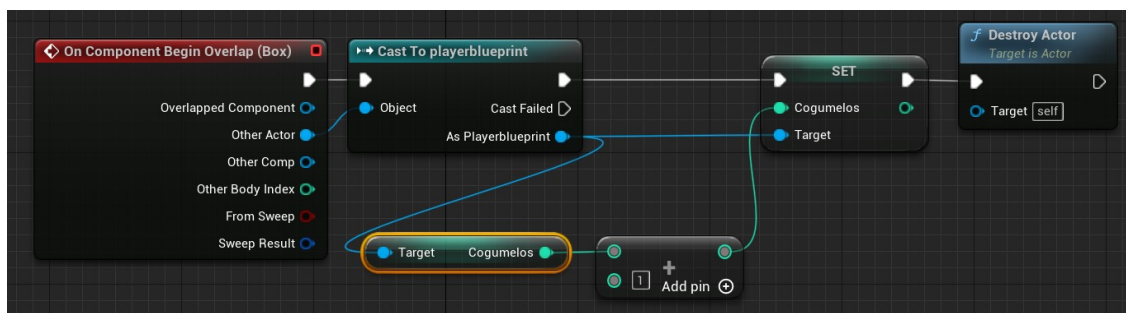 On Component Begin Overlap (Box)
Overlapped Component
Other Actor
Other Comp
Other Body Index
From Sweep
Sweep Result
Cast To playerblueprint
Object
Cast Failed
As Playerblueprint
Target
Cogumelos
1
+
Add pin
SET
Cogumelos
Target
f Destroy Actor
Target is Actor
Target self